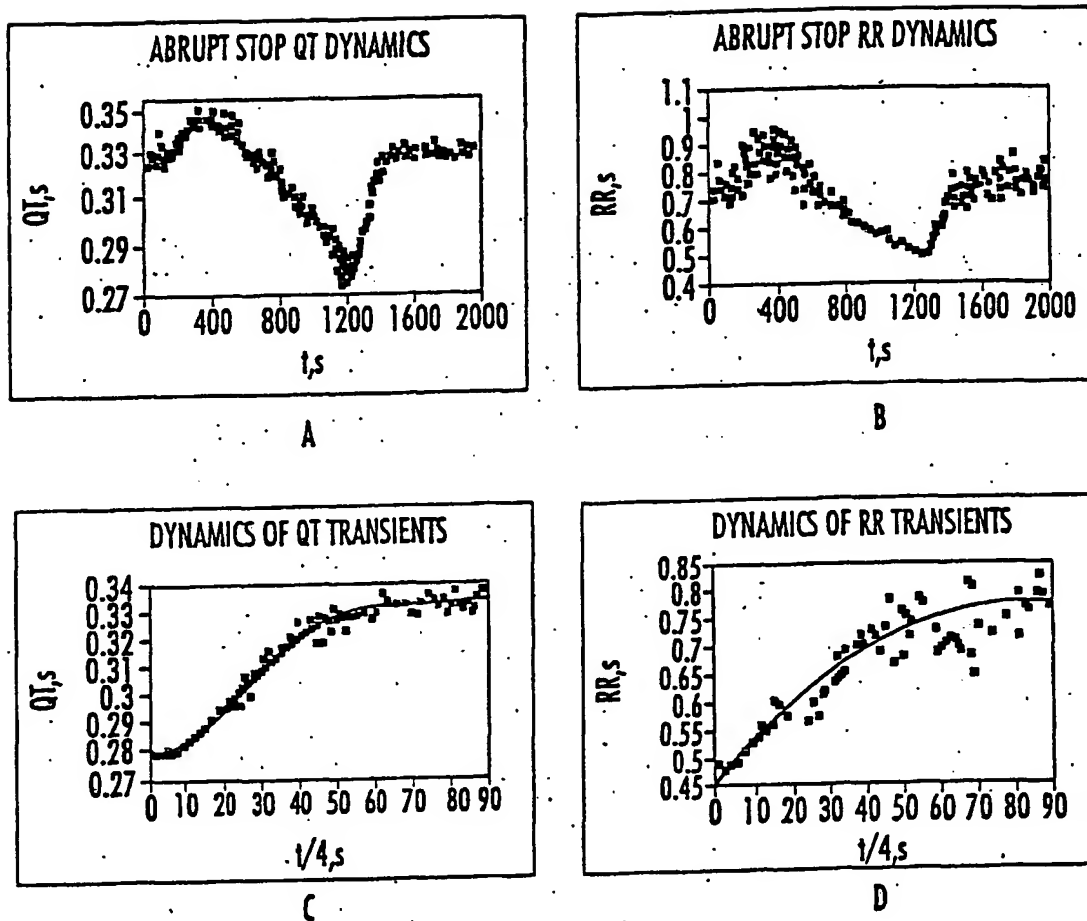 ABRUPT STOP QT DYNAMICS
QT,s
0.35
0.33
0.31
0.29
0.27
0 400 800 1200 1600 2000
t,s
A
ABRUPT STOP RR DYNAMICS
RR,s
1.1
1
0.9
0.8
0.7
0.6
0.5
0.4
0 400 800 1200 1600 2000
t,s
B
DYNAMICS OF QT TRANSIENTS
QT,s
0.34
0.33
0.32
0.31
0.3
0.29
0.28
0.27
0 10 20 30 40 50 60 70 80 90
t/4,s
C
DYNAMICS OF RR TRANSIENTS
RR,s
0.85
0.8
0.75
0.7
0.65
0.6
0.55
0.5
0.45
0 10 20 30 40 50 60 70 80 90
t/4,s
D